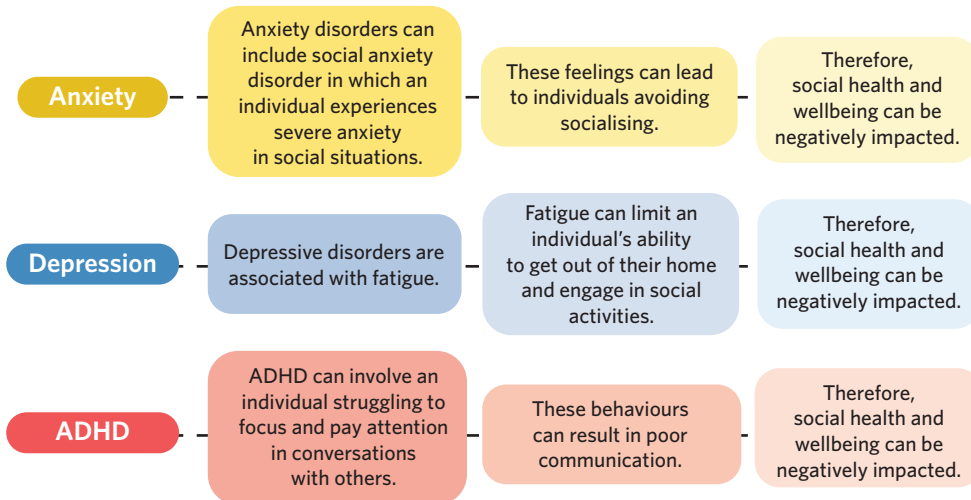 Anxiety
Anxiety disorders can
include social anxiety
disorder in which an
individual experiences
severe anxiety
in social situations.
These feelings can lead
to individuals avoiding
socialising.
Therefore,
social health and
wellbeing can be
negatively impacted.
Depression
Depressive disorders are
associated with fatigue.
Fatigue can limit an
individual’s ability
to get out of their home
and engage in social
activities.
Therefore,
social health and
wellbeing can be
negatively impacted.
ADHD
ADHD can involve an
individual struggling to
focus and pay attention
in conversations
with others.
These behaviours
can result in poor
communication.
Therefore,
social health and
wellbeing can be
negatively impacted.